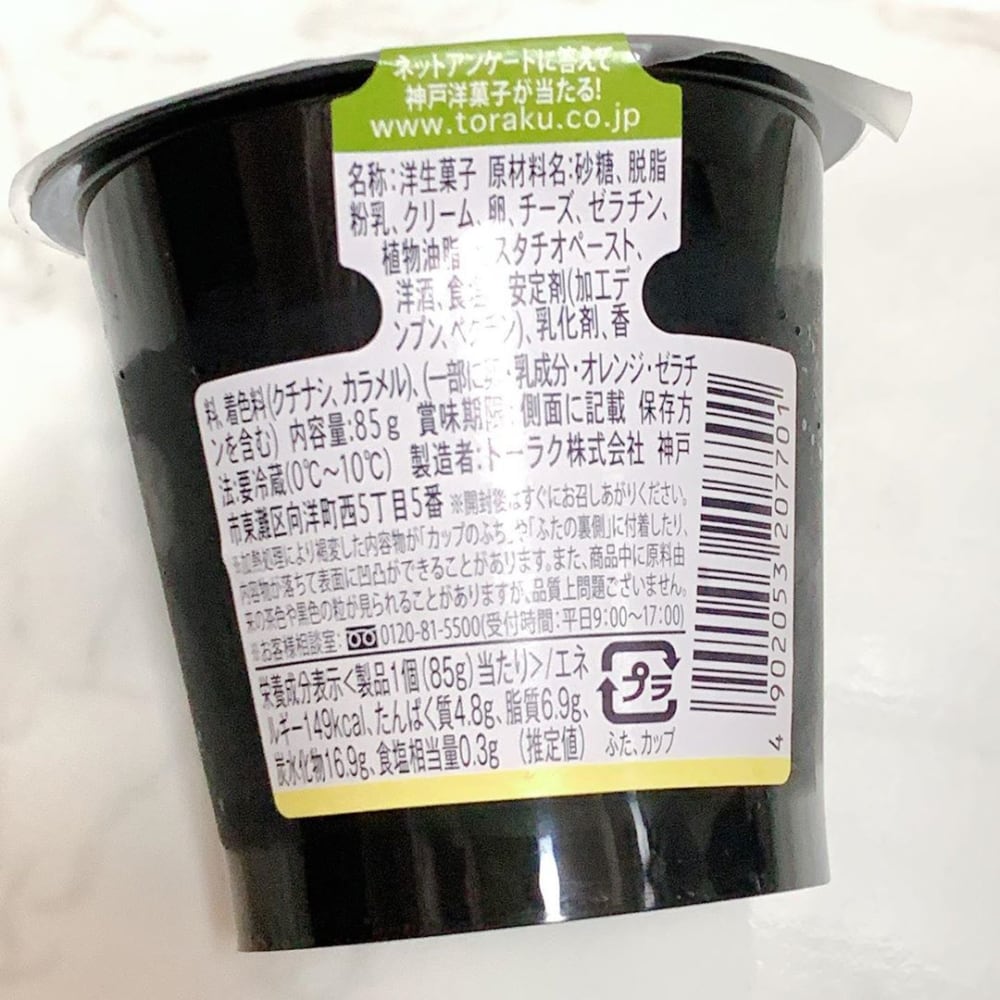 ネットアンケートに答えて
神戸洋菓子が当たる!
www.toraku.co.jp
名称:洋生菓子 原材料名:砂糖、脱脂
粉乳、クリーム、卵、チーズ、ゼラチン、
植物油脂 スタチオペースト、
洋酒、食塩 安定剤(加工デ
ンプン、ペクチン)、乳化剤、香
料、着色料(クチナシ、カラメル)、(一部に卵・乳成分・オレンジ・ゼラチ
ンを含む) 内容量:85g 賞味期限:側面に記載 保存方
法:要冷蔵(0℃~10℃) 製造者:トーラク株式会社 神戸
市東灘区向洋町西5丁目5番 ※開封後はすぐにお召しあがりください。
※加熱処理により褐変した内容物が「カップのふち」や「ふたの裏側」に付着したり、
内容物が落ちて表面に凹凸ができることがあります。また、商品中に原料由
来の茶色や黒色の粒が見られることがありますが、品質上問題ございません。
※お客様相談室: 0120-81-5500(受付時間:平日9:00~17:00)
栄養成分表示<製品1個(85g)当たり>/エネ
ルギー149kcal、たんぱく質4.8g、脂質6.9g、
炭水化物16.9g、食塩相当量0.3g (推定値)
プラ
ふた、カップ
4 902053 207701